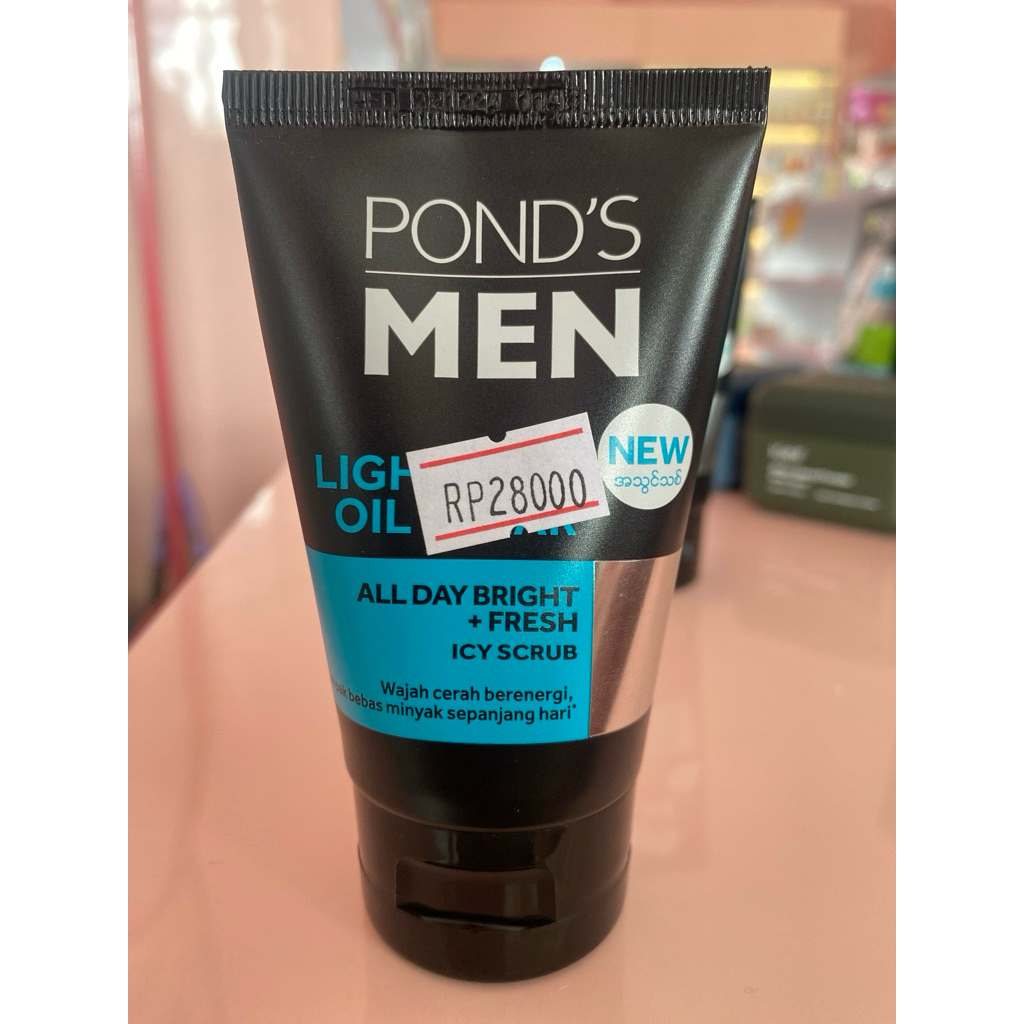 POND'S
MEN
NEW
အသွင်သစ်
LIGH
OIL
RP28000
ALL DAY BRIGHT
+ FRESH
ICY SCRUB
Wajah cerah berenergi,
bebas minyak sepanjang hari*